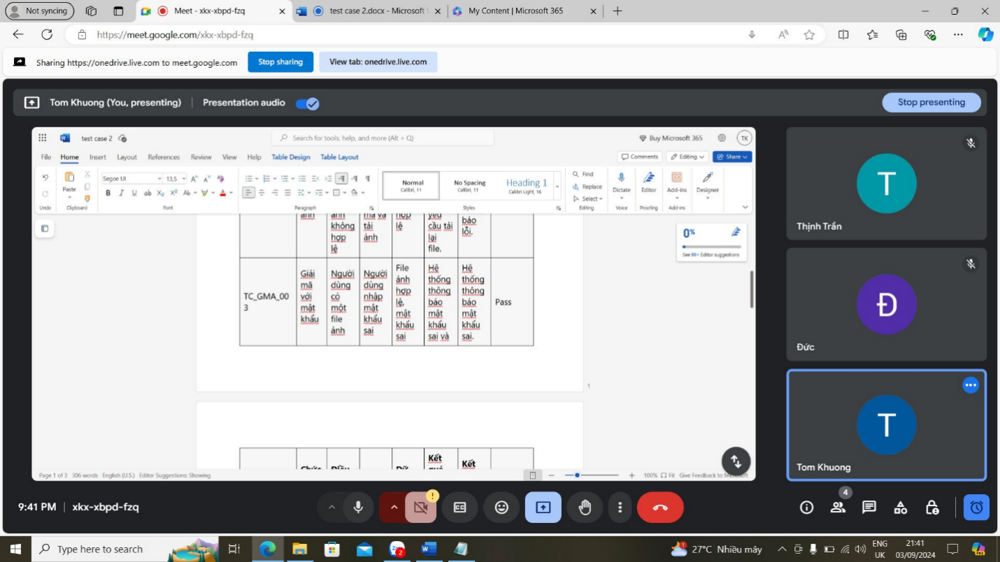 Not syncing
Meet - xkx-xbpd-fzq
test case 2.docx - Microsoft
My Content | Microsoft 365
https://meet.google.com/xkx-xbpd-fzq
Sharing https://onedrive.live.com to meet.google.com
Stop sharing
View tab: onedrive.live.com
Tom Khuong (You, presenting)
Presentation audio
Stop presenting
test case 2
Search for tools, help, and more (Alt + Q)
Buy Microsoft 365
TK
File Home Insert Layout References Review View Help Table Design Table Layout
Comments Editing Share
Paste
Segoe UI 13,5
Normal
Calibri, 11
No Spacing
Calibri, 11
Heading 1
Calibri Light, 16
Find
Replace
Select
Dictate
Editor
Add-ins
Designer
Undo Clipboard Font Paragraph Styles Editing Voice Proofing Add-ins
không
hợp
lệ
tải
ảnh
lệ
cầu tải
lại
file.
báo
lỗi.
0%
See 99+ Editor suggestions
TC_GMA_00
3
Giải
mã
với
mật
khẩu
Người
dùng
có
một
file
ảnh
Người
dùng
nhập
mật
khẩu
sai
File
ảnh
hợp
lệ,
mật
khẩu
sai
Hệ
thống
thông
báo
mật
khẩu
sai và
Hệ
thống
thông
báo
mật
khẩu
sai.
Pass
1
Kết
Kết
Page 1 of 3 306 words English (U.S.) Editor Suggestions: Showing
100% Fit Give Feedback to Microsoft
Thịnh Trần
Đ
Đức
T
T
Tom Khuong
9:41 PM | xkx-xbpd-fzq
4
Type here to search
2
1
27°C Nhiều mây
ENG
UK
21:41
03/09/2024